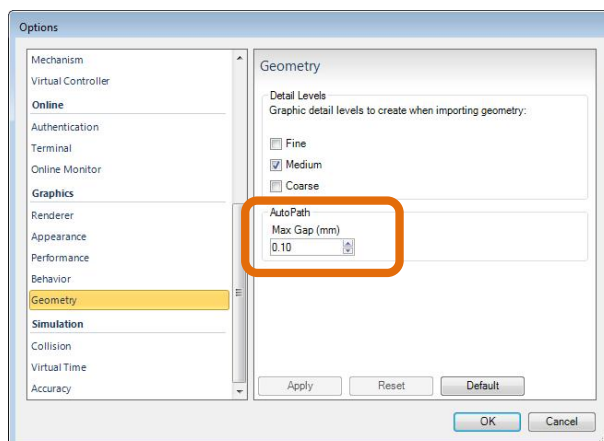 Options
Mechanism
Virtual Controller
Online
Authentication
Terminal
Online Monitor
Graphics
Renderer
Appearance
Performance
Behavior
Geometry
Simulation
Collision
Virtual Time
Accuracy
Geometry
Detail Levels
Graphic detail levels to create when importing geometry:
Fine
Medium
Coarse
AutoPath
Max Gap (mm)
0.10
Apply Reset Default
OK Cancel